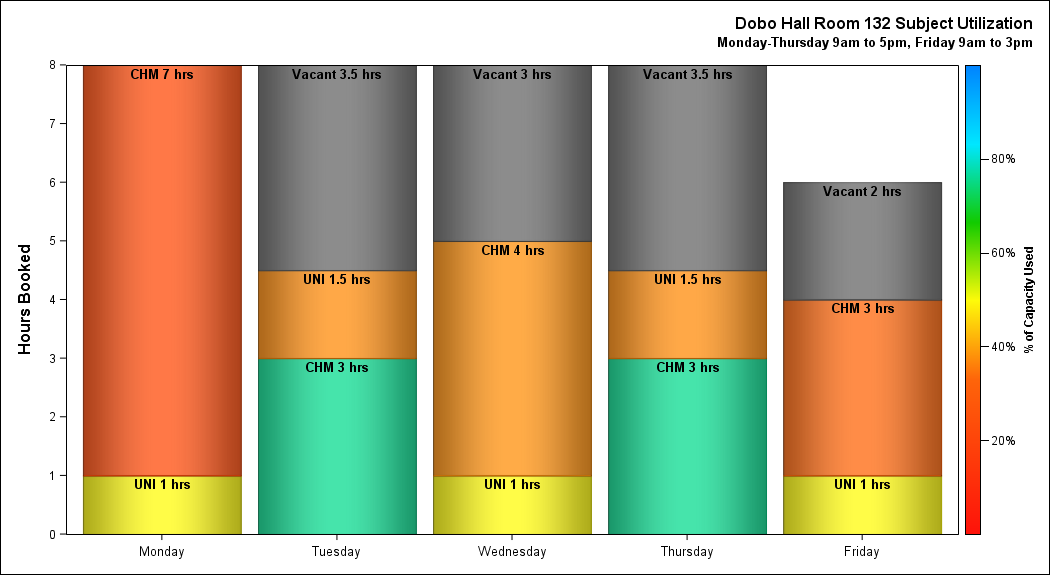 Dobo Hall Room 132 Subject Utilization
Monday-Thursday 9am to 5pm, Friday 9am to 3pm
Hours Booked
8
7
6
5
4
3
2
1
0
CHM 7 hrs
UNI 1 hrs
Vacant 3.5 hrs
UNI 1.5 hrs
CHM 3 hrs
Vacant 3 hrs
CHM 4 hrs
UNI 1 hrs
Vacant 3.5 hrs
UNI 1.5 hrs
CHM 3 hrs
Vacant 2 hrs
CHM 3 hrs
UNI 1 hrs
Monday
Tuesday
Wednesday
Thursday
Friday
80%
60%
40%
20%
% of Capacity Used